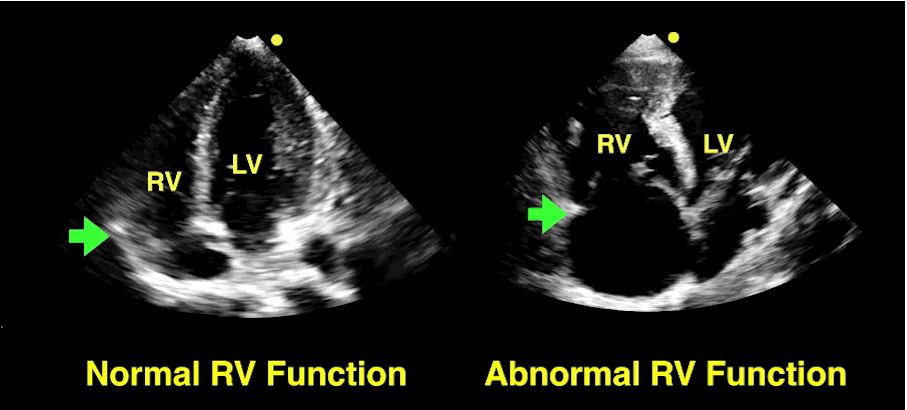 RV
LV
RV
LV
Normal RV Function
Abnormal RV Function